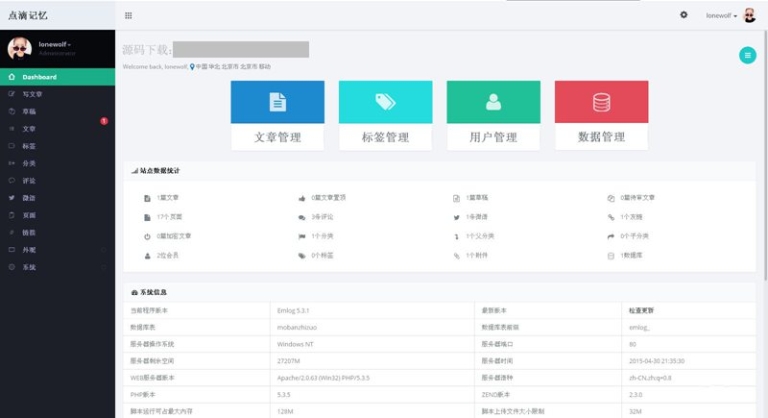 点滴记忆
lonewolf
lonewolf
Administrator
源码下载:
Welcome back, lonewolf, 中国 华北 北京市 北京市 移动
Dashboard
写文章
草稿
文章
1
标签
分类
评论
微语
页面
链接
外观
系统
文章管理
标签管理
用户管理
数据管理
站点数据统计
1篇文章
0篇文章置顶
1篇草稿
0篇待审文章
17个页面
3条评论
1条微语
1个友链
0篇加密文章
1个分类
1个父分类
0个子分类
2位会员
0个标签
1个附件
1数据库
系统信息
当前程序版本 Emlog 5.3.1 最新版本 检查更新
数据库表 mobanzhizuo 数据库表前缀 emlog_
服务器操作系统 Windows NT 服务器端口 80
服务器剩余空间 27207M 服务器时间 2015-04-30 21:35:30
WEB服务器版本 Apache/2.0.63 (Win32) PHP/5.3.5 服务器语种 zh-CN,zh;q=0.8
PHP版本 5.3.5 ZEND版本 2.3.0
脚本运行可占最大内存 128M 脚本上传文件大小限制 32M